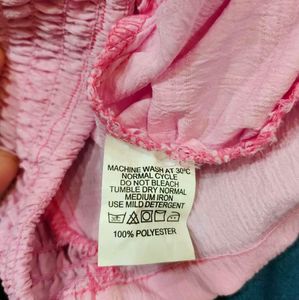 MACHINE WASH AT 30°C
NORMAL CYCLE
DO NOT BLEACH
TUMBLE DRY NORMAL
MEDIUM IRON
USE MILD DETERGENT
100% POLYESTER